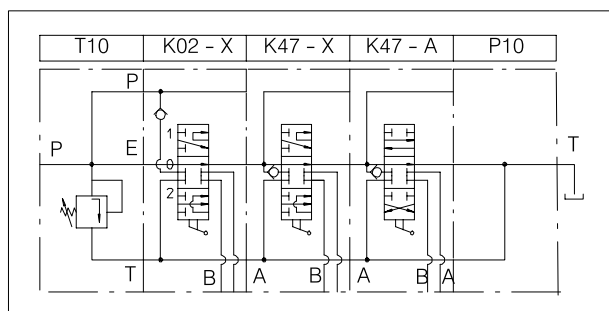 T10 K02 - X K47 - X K47 - A P10
P
1
P E 0 T
2
T B A B A B A